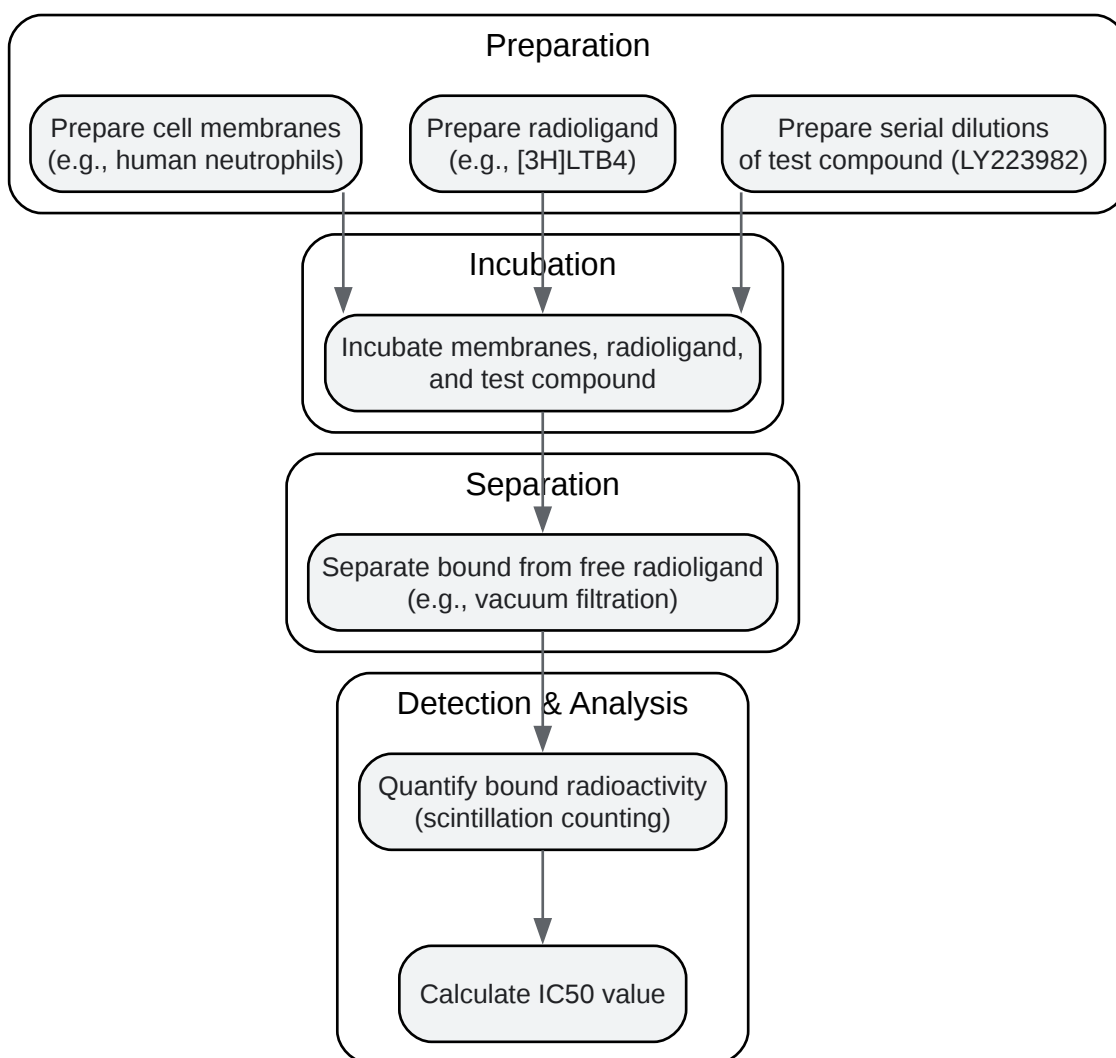 Preparation
Prepare cell membranes
(e.g., human neutrophils)
Prepare radioligand
(e.g., [3H]LTB4)
Prepare serial dilutions
of test compound (LY223982)
Incubation
Incubate membranes, radioligand,
and test compound
Separation
Separate bound from free radioligand
(e.g., vacuum filtration)
Detection & Analysis
Quantify bound radioactivity
(scintillation counting)
Calculate IC50 value